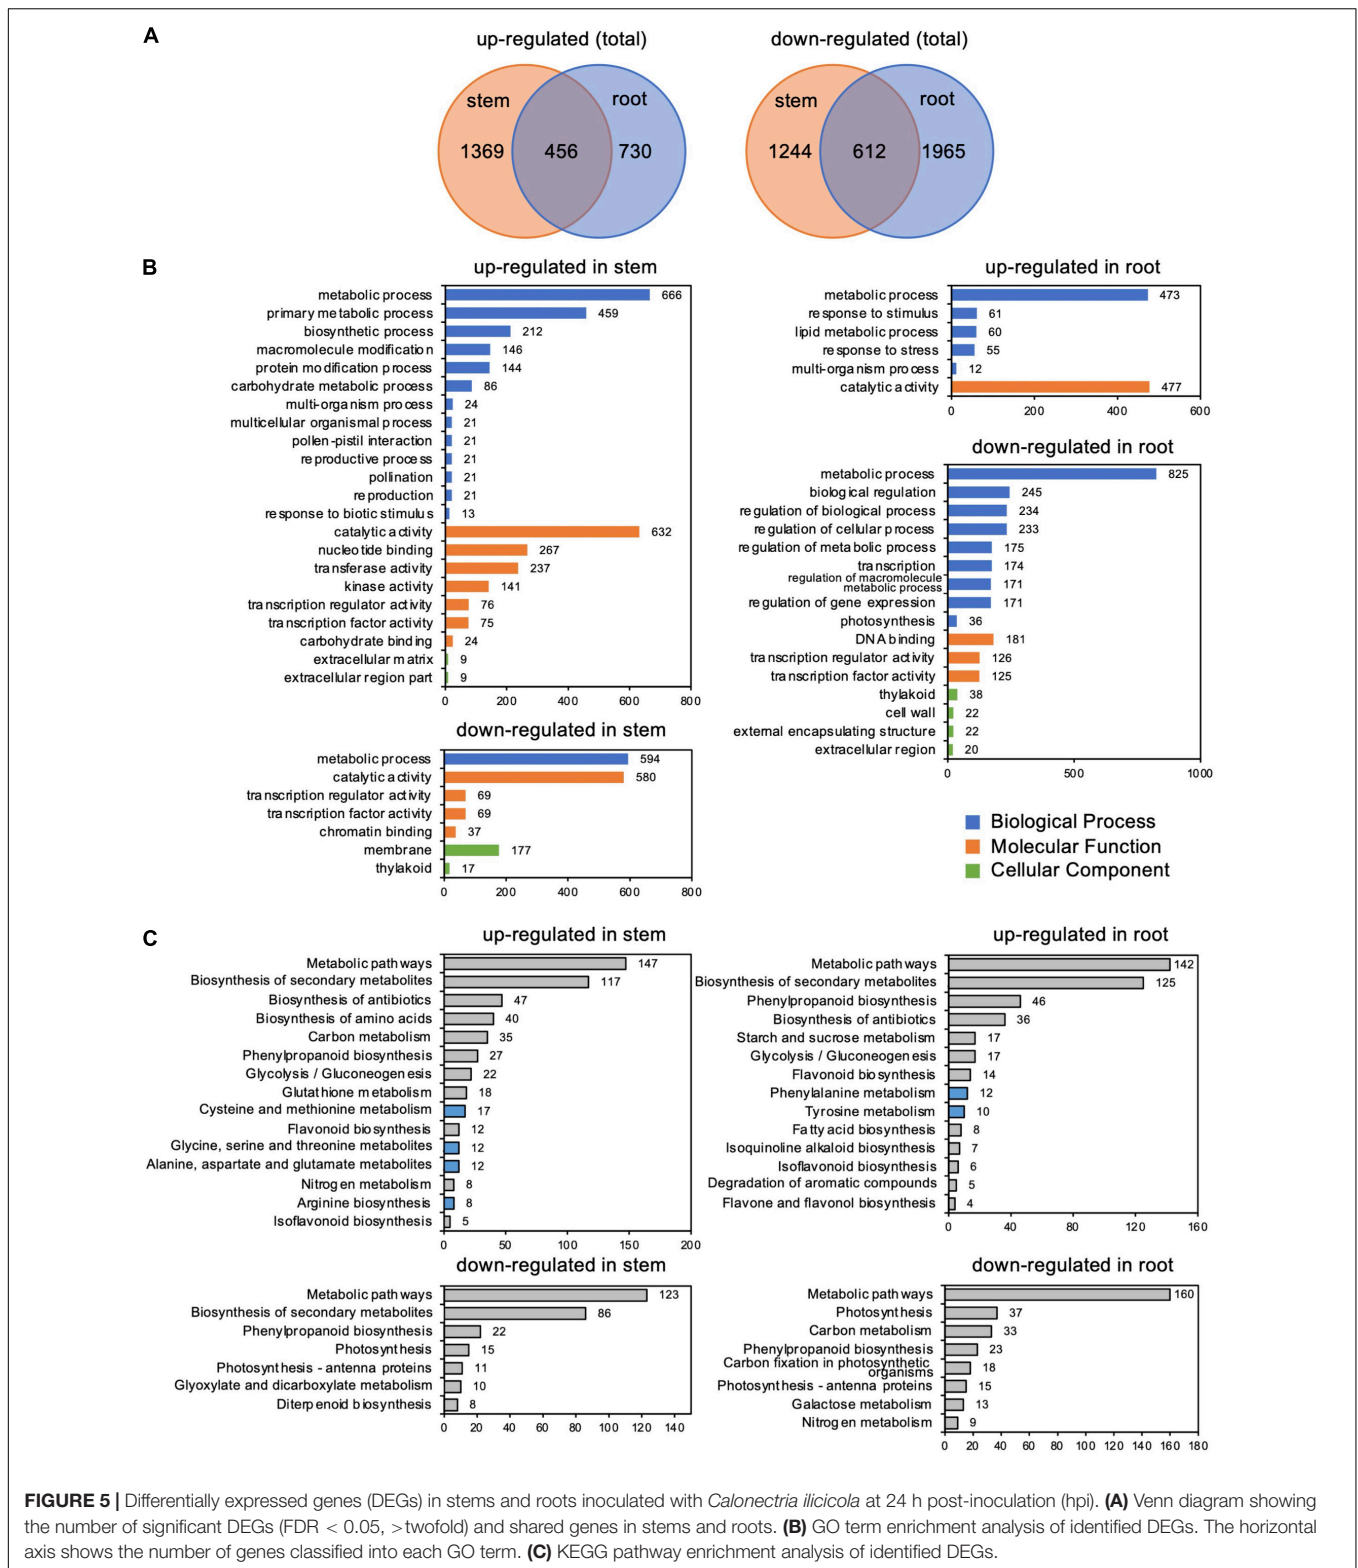 A
up-regulated (total)
down-regulated (total)
stem
root
stem
root
1369
456
730
1244
612
1965
B
up-regulated in stem
metabolic process 666
primary metabolic process 459
biosynthetic process 212
macromolecule modification 146
protein modification process 144
carbohydrate metabolic process 86
multi-organism process 24
multicellular organismal process 21
pollen-pistil interaction 21
reproductive process 21
pollination 21
reproduction 21
response to biotic stimulus 13
catalytic activity 632
nucleotide binding 267
transferase activity 237
kinase activity 141
transcription regulator activity 76
transcription factor activity 75
carbohydrate binding 24
extracellular matrix 9
extracellular region part 9
0 200 400 600 800
down-regulated in stem
metabolic process 594
catalytic activity 580
transcription regulator activity 69
transcription factor activity 69
chromatin binding 37
membrane 177
thylakoid 17
0 200 400 600 800
up-regulated in root
metabolic process 473
response to stimulus 61
lipid metabolic process 60
response to stress 55
multi-organism process 12
catalytic activity 477
0 200 400 600
down-regulated in root
metabolic process 825
biological regulation 245
regulation of biological process 234
regulation of cellular process 233
regulation of metabolic process 175
transcription 174
regulation of macromolecule
metabolic process 171
regulation of gene expression 171
photosynthesis 36
DNA binding 181
transcription regulator activity 126
transcription factor activity 125
thylakoid 38
cell wall 22
external encapsulating structure 22
extracellular region 20
0 500 1000
Biological Process
Molecular Function
Cellular Component
C
up-regulated in stem
Metabolic pathways 147
Biosynthesis of secondary metabolites 117
Biosynthesis of antibiotics 47
Biosynthesis of amino acids 40
Carbon metabolism 35
Phenylpropanoid biosynthesis 27
Glycolysis / Gluconeogenesis 22
Glutathione metabolism 18
Cysteine and methionine metabolism 17
Flavonoid biosynthesis 12
Glycine, serine and threonine metabolites 12
Alanine, aspartate and glutamate metabolites 12
Nitrogen metabolism 8
Arginine biosynthesis 8
Isoflavonoid biosynthesis 5
0 50 100 150 200
down-regulated in stem
Metabolic pathways 123
Biosynthesis of secondary metabolites 86
Phenylpropanoid biosynthesis 22
Photosynthesis 15
Photosynthesis - antenna proteins 11
Glyoxylate and dicarboxylate metabolism 10
Diterpenoid biosynthesis 8
0 20 40 60 80 100 120 140
up-regulated in root
Metabolic pathways 142
Biosynthesis of secondary metabolites 125
Phenylpropanoid biosynthesis 46
Biosynthesis of antibiotics 36
Starch and sucrose metabolism 17
Glycolysis / Gluconeogenesis 17
Flavonoid biosynthesis 14
Phenylalanine metabolism 12
Tyrosine metabolism 10
Fatty acid biosynthesis 8
Isoquinoline alkaloid biosynthesis 7
Isoflavonoid biosynthesis 6
Degradation of aromatic compounds 5
Flavone and flavonol biosynthesis 4
0 40 80 120 160
down-regulated in root
Metabolic pathways 160
Photosynthesis 37
Carbon metabolism 33
Phenylpropanoid biosynthesis 23
Carbon fixation in photosynthetic
organisms 18
Photosynthesis - antenna proteins 15
Galactose metabolism 13
Nitrogen metabolism 9
0 20 40 60 80 100 120 140 160 180
FIGURE 5 | Differentially expressed genes (DEGs) in stems and roots inoculated with Calonectria ilicicola at 24 h post-inoculation (hpi). (A) Venn diagram showing
the number of significant DEGs (FDR < 0.05, >twofold) and shared genes in stems and roots. (B) GO term enrichment analysis of identified DEGs. The horizontal
axis shows the number of genes classified into each GO term. (C) KEGG pathway enrichment analysis of identified DEGs.